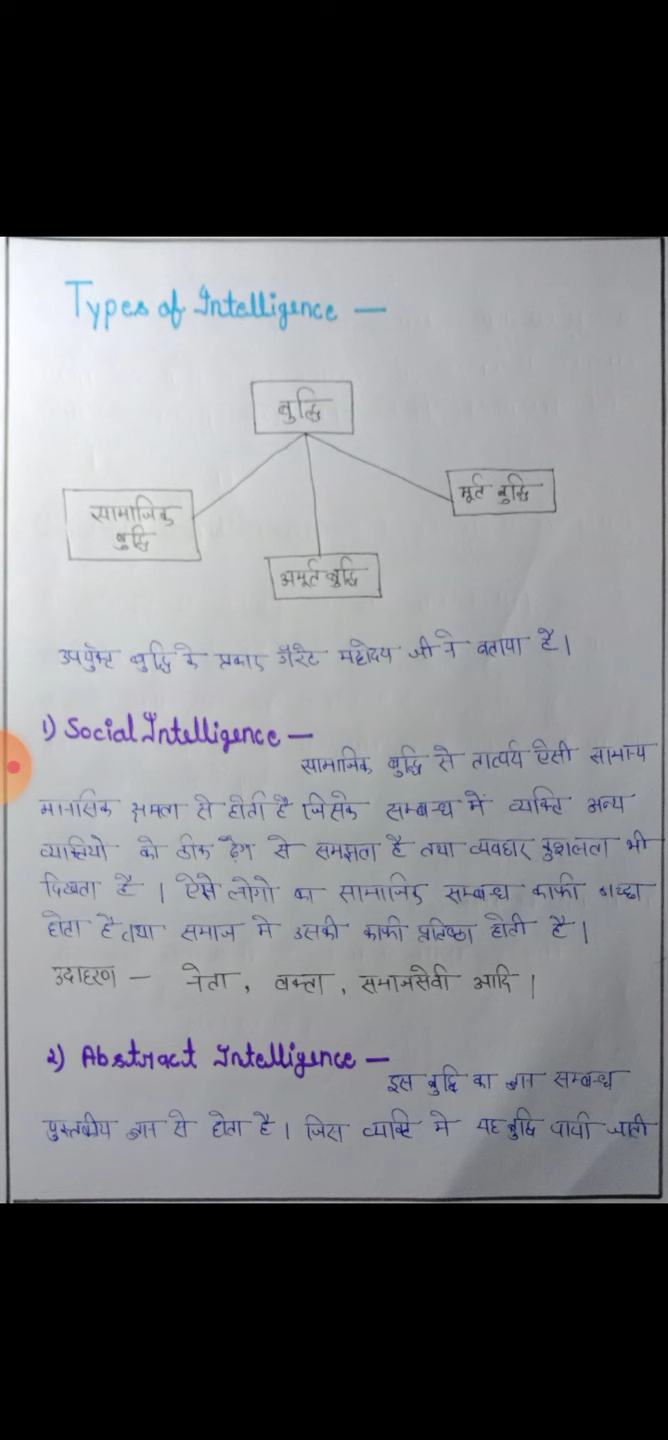 Types of Intelligence —
बुद्धि
सामाजिक
बुद्धि
अमूर्त बुद्धि
मूर्त बुद्धि
उपर्युक्त बुद्धि के प्रकार गैरेट महोदय जी ने बताया है।
1) Social Intelligence —
सामाजिक बुद्धि से तात्पर्य ऐसी सामान्य
मानसिक क्षमता से होती है जिसके सम्बन्ध में व्यक्ति अन्य
व्यक्तियो को ठीक ढ़ंग से समझता है तथा व्यवहार कुशलता भी
दिखता है । ऐसे लोगो का सामाजिक सम्बन्ध काफी अच्छा
होता है तथा समाज मे उसकी काफी प्रतिष्ठा होती है ।
उदाहरण — नेता , वक्ता , समाजसेवी आदि ।
2) Abstract Intelligence —
इस बुद्धि का ज्ञान सम्बन्ध
पुस्तकीय ज्ञान से होता है । जिस व्यक्ति मे यह बुद्धि पायी जाती